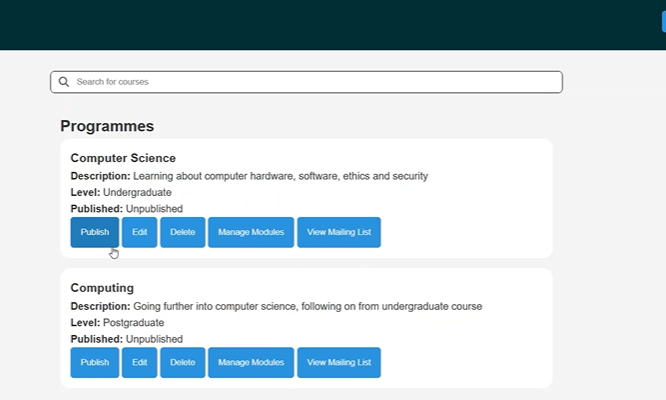 Search for courses
Programmes
Computer Science
Description: Learning about computer hardware, software, ethics and security
Level: Undergraduate
Published: Unpublished
Publish Edit Delete Manage Modules View Mailing List
Computing
Description: Going further into computer science, following on from undergraduate course
Level: Postgraduate
Published: Unpublished
Publish Edit Delete Manage Modules View Mailing List